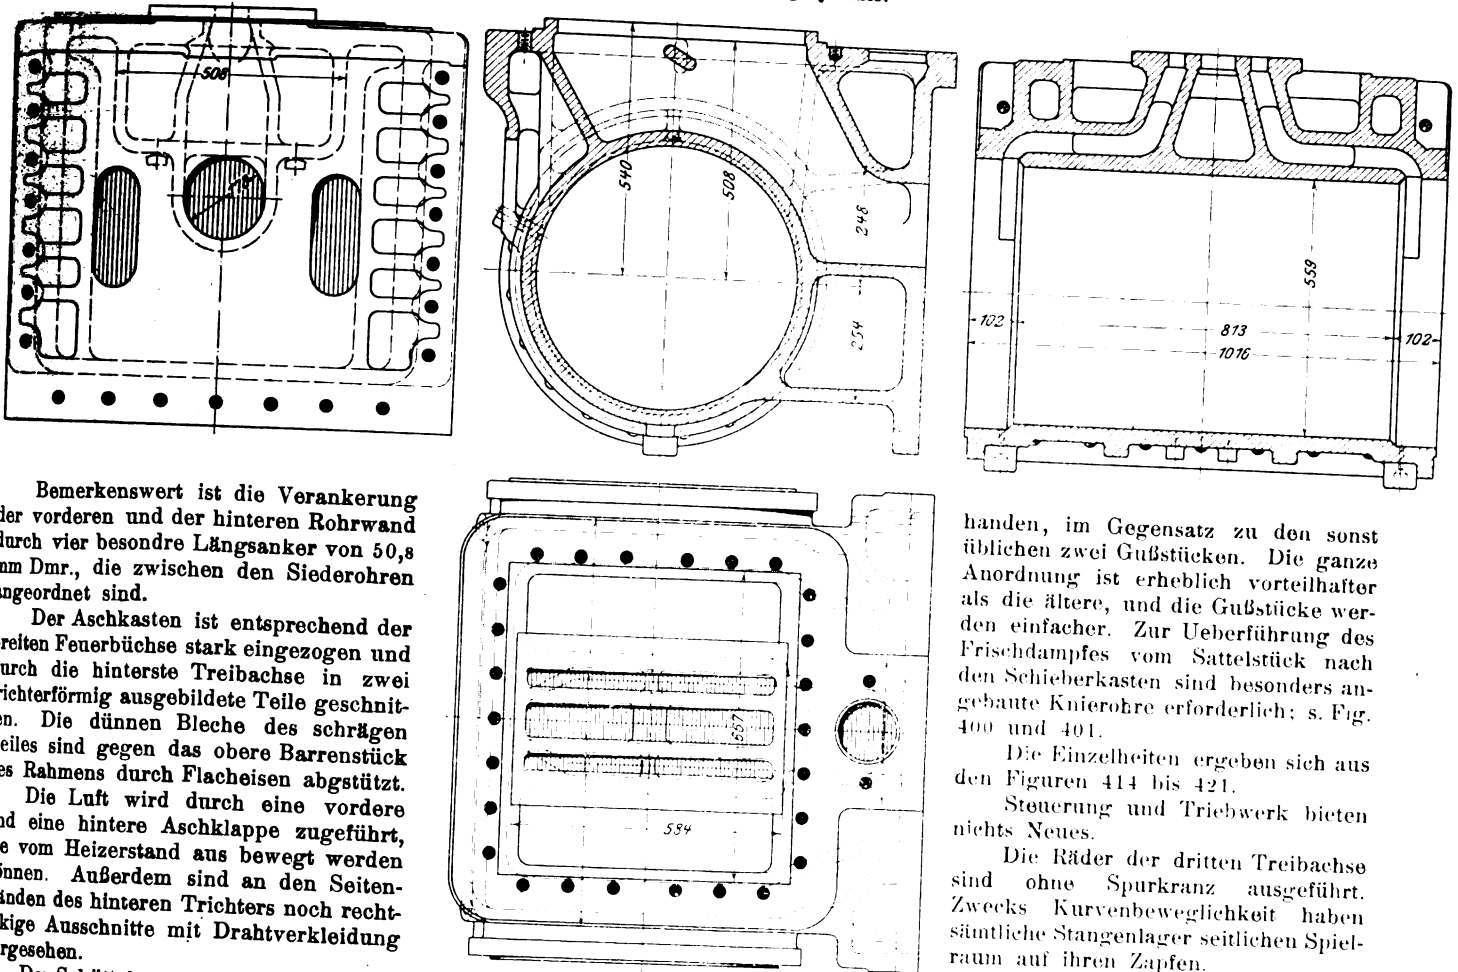 508
540
508
248
254
559
102
813
102
1016
Bemerkenswert ist die Verankerung
der vorderen und der hinteren Rohrwand
durch vier besondre Längsanker von 50,8
mm Dmr., die zwischen den Siederohren
angeordnet sind.
Der Aschkasten ist entsprechend der
reiten Feuerbüchse stark eingezogen und
urch die hinterste Treibachse in zwei
richterförmig ausgebildete Teile geschnit-
en. Die dünnen Bleche des schrägen
eiles sind gegen das obere Barrenstück
es Rahmens durch Flacheisen abgstützt.
Die Luft wird durch eine vordere
nd eine hintere Aschklappe zugeführt,
e vom Heizerstand aus bewegt werden
önnen. Außerdem sind an den Seiten-
änden des hinteren Trichters noch recht-
kige Ausschnitte mit Drahtverkleidung
rgesehen.
557
584
handen, im Gegensatz zu den sonst
üblichen zwei Gußstücken. Die ganze
Anordnung ist erheblich vorteilhafter
als die ältere, und die Gußstücke wer-
den einfacher. Zur Ueberführung des
Frischdampfes vom Sattelstück nach
den Schieberkasten sind besonders an-
gebaute Knierohre erforderlich; s. Fig.
400 und 401.
Die Einzelheiten ergeben sich aus
den Figuren 414 bis 421.
Steuerung und Triebwerk bieten
nichts Neues.
Die Räder der dritten Treibachse
sind ohne Spurkranz ausgeführt.
Zwecks Kurvenbeweglichkeit haben
sämtliche Stangenlager seitlichen Spiel-
raum auf ihren Zapfen.